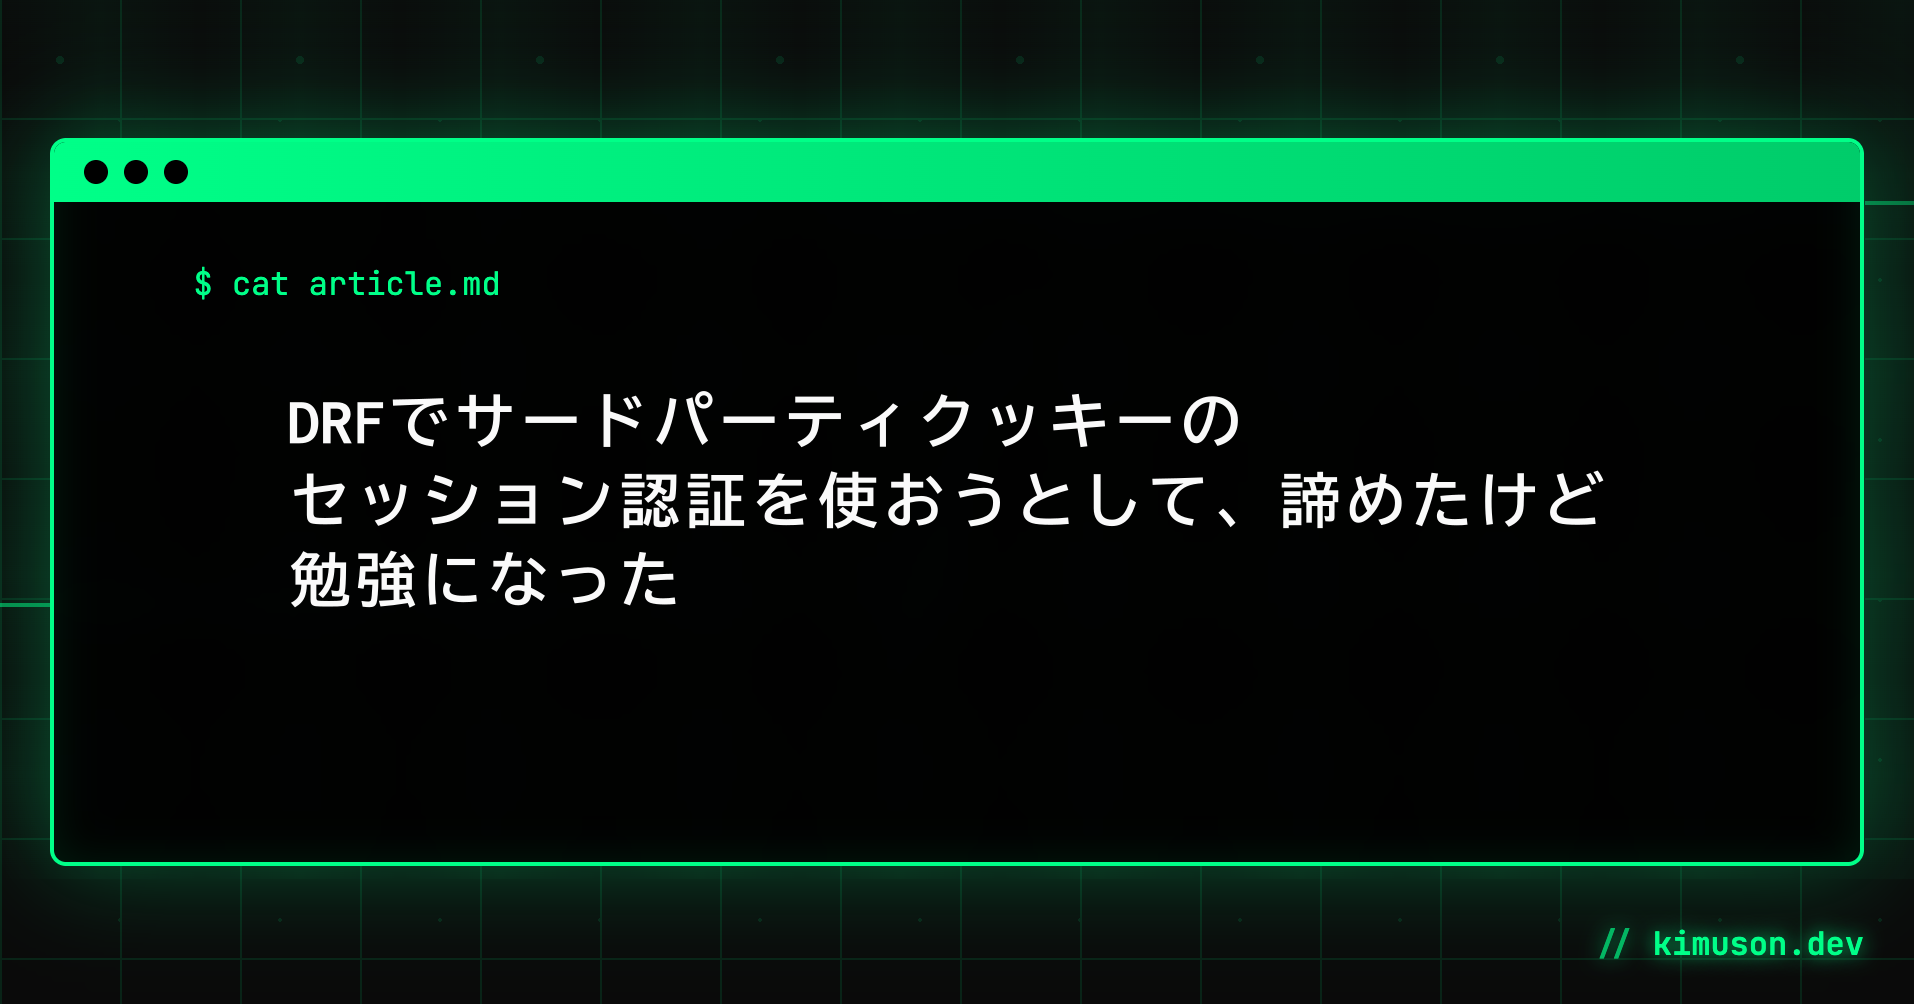 $ cat article.md
DRFでサードパーティクッキーの
セッション認証を使おうとして、諦めたけど
勉強になった
// kimuson.dev